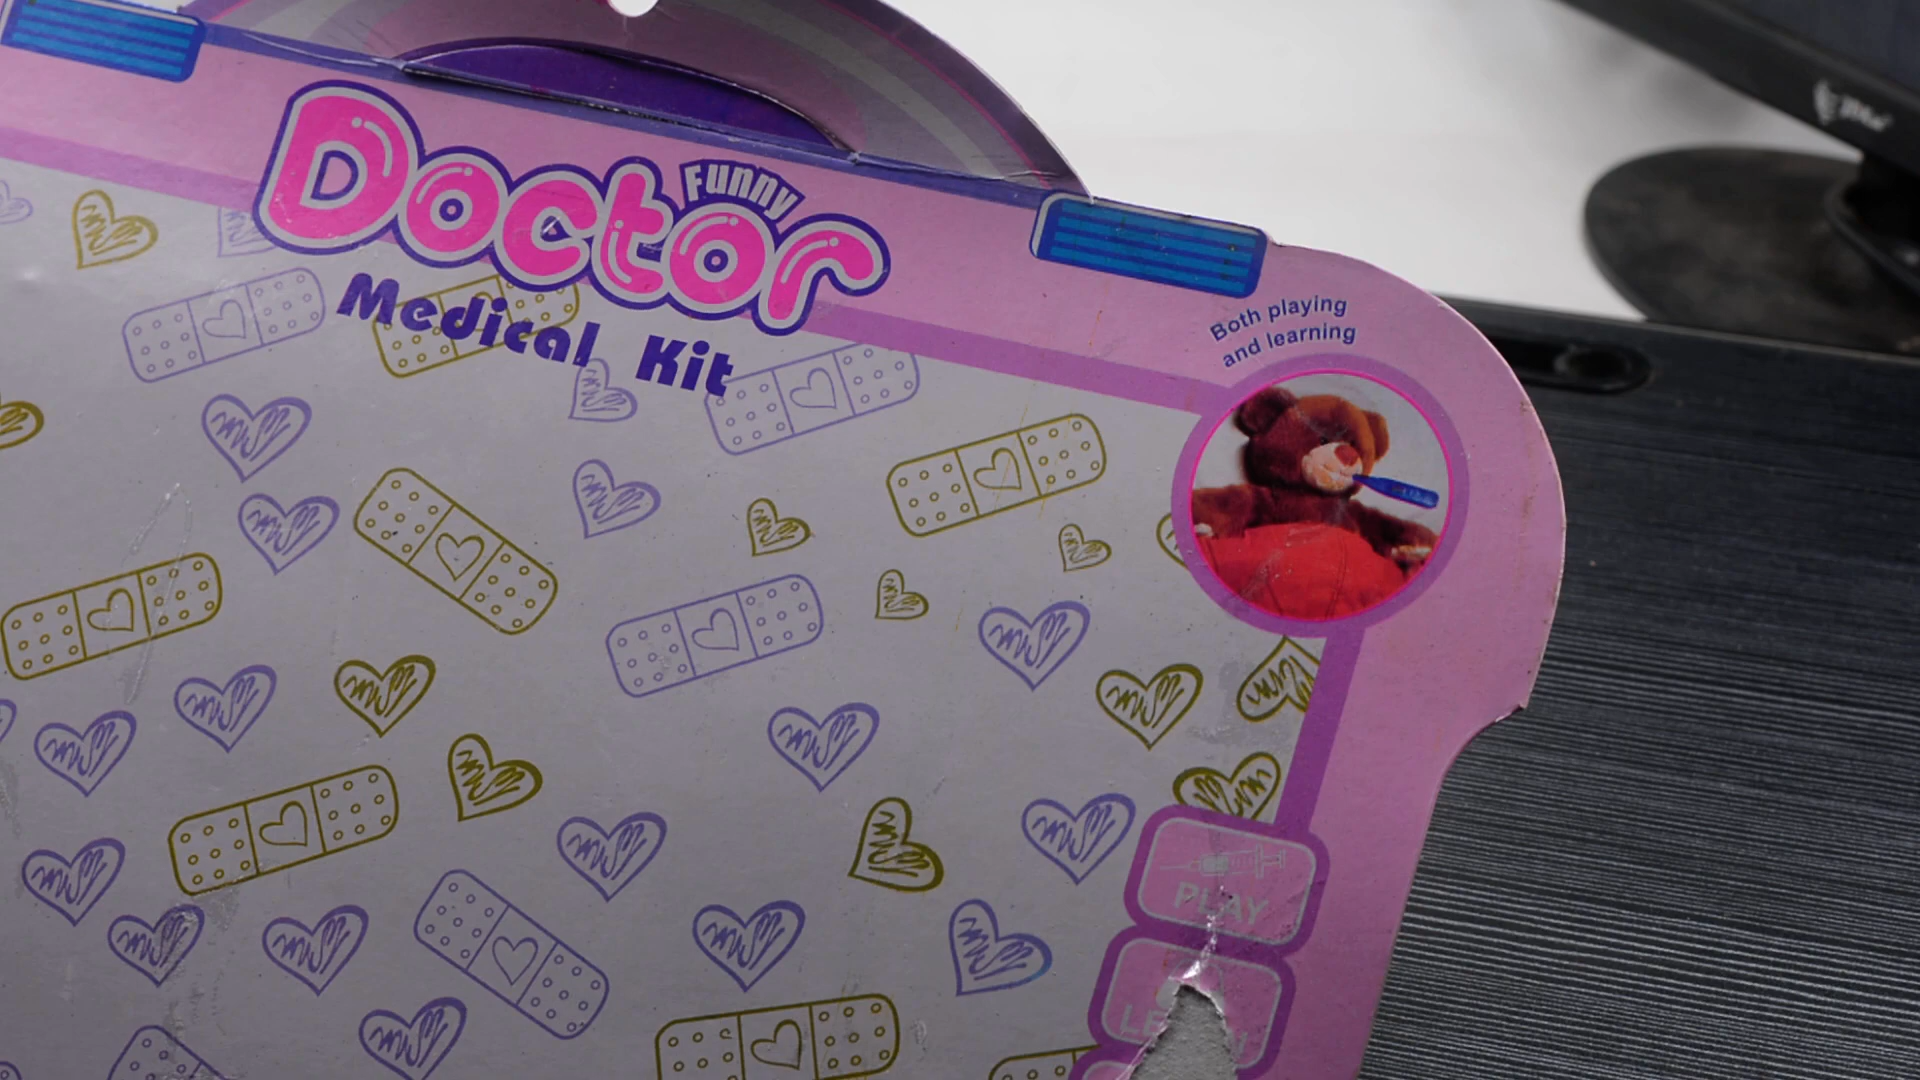 Funny
Doctor
Medical Kit
Both playing
and learning
PLAY